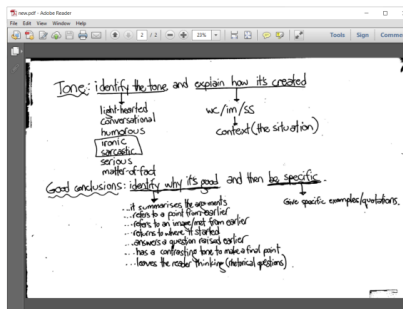 new.pdf - Adobe Reader
File Edit View Window Help
2 / 2
Tools Sign Comme
Tone: identify the tone and explain how it's created
light-hearted
conversational
humorous
ironic
sarcastic
serious
matter-of-fact
wc/im/ss
context (the situation)
Good conclusions: identify why it's good and then be specific.
...it summarises the arguments
...refers to a point from earlier
...refers to an image/met from earlier
...returns to where it started
...answers a question raised earlier
...has a contrasting tone to make a final point
...leaves the reader thinking (rhetorical questions)
Give specific examples/quotations.